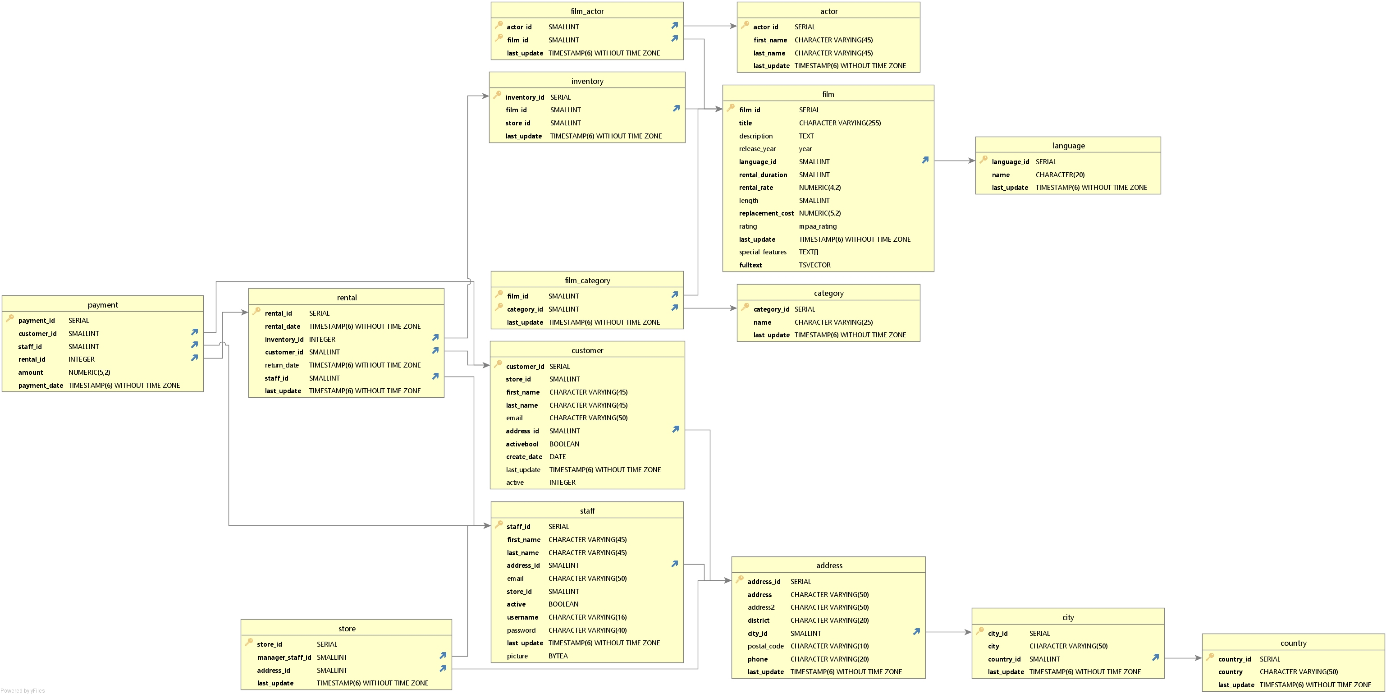 film_actor
actor_id SMALLINT
film_id SMALLINT
last_update TIMESTAMP(6) WITHOUT TIME ZONE
actor
actor_id SERIAL
first_name CHARACTER VARYING(45)
last_name CHARACTER VARYING(45)
last_update TIMESTAMP(6) WITHOUT TIME ZONE
inventory
inventory_id SERIAL
film_id SMALLINT
store_id SMALLINT
last_update TIMESTAMP(6) WITHOUT TIME ZONE
film
film_id SERIAL
title CHARACTER VARYING(255)
description TEXT
release_year year
language_id SMALLINT
rental_duration SMALLINT
rental_rate NUMERIC(4,2)
length SMALLINT
replacement_cost NUMERIC(5,2)
rating mpaa_rating
last_update TIMESTAMP(6) WITHOUT TIME ZONE
special_features TEXT[]
fulltext TSVECTOR
language
language_id SERIAL
name CHARACTER(20)
last_update TIMESTAMP(6) WITHOUT TIME ZONE
film_category
film_id SMALLINT
category_id SMALLINT
last_update TIMESTAMP(6) WITHOUT TIME ZONE
category
category_id SERIAL
name CHARACTER VARYING(25)
last_update TIMESTAMP(6) WITHOUT TIME ZONE
payment
payment_id SERIAL
customer_id SMALLINT
staff_id SMALLINT
rental_id INTEGER
amount NUMERIC(5,2)
payment_date TIMESTAMP(6) WITHOUT TIME ZONE
rental
rental_id SERIAL
rental_date TIMESTAMP(6) WITHOUT TIME ZONE
inventory_id INTEGER
customer_id SMALLINT
return_date TIMESTAMP(6) WITHOUT TIME ZONE
staff_id SMALLINT
last_update TIMESTAMP(6) WITHOUT TIME ZONE
customer
customer_id SERIAL
store_id SMALLINT
first_name CHARACTER VARYING(45)
last_name CHARACTER VARYING(45)
email CHARACTER VARYING(50)
address_id SMALLINT
activebool BOOLEAN
create_date DATE
last_update TIMESTAMP(6) WITHOUT TIME ZONE
active INTEGER
staff
staff_id SERIAL
first_name CHARACTER VARYING(45)
last_name CHARACTER VARYING(45)
address_id SMALLINT
email CHARACTER VARYING(50)
store_id SMALLINT
active BOOLEAN
username CHARACTER VARYING(16)
password CHARACTER VARYING(40)
last_update TIMESTAMP(6) WITHOUT TIME ZONE
picture BYTEA
store
store_id SERIAL
manager_staff_id SMALLINT
address_id SMALLINT
last_update TIMESTAMP(6) WITHOUT TIME ZONE
address
address_id SERIAL
address CHARACTER VARYING(50)
address2 CHARACTER VARYING(50)
district CHARACTER VARYING(20)
city_id SMALLINT
postal_code CHARACTER VARYING(10)
phone CHARACTER VARYING(20)
last_update TIMESTAMP(6) WITHOUT TIME ZONE
city
city_id SERIAL
city CHARACTER VARYING(50)
country_id SMALLINT
last_update TIMESTAMP(6) WITHOUT TIME ZONE
country
country_id SERIAL
country CHARACTER VARYING(50)
last_update TIMESTAMP(6) WITHOUT TIME ZONE
Powered by yFiles